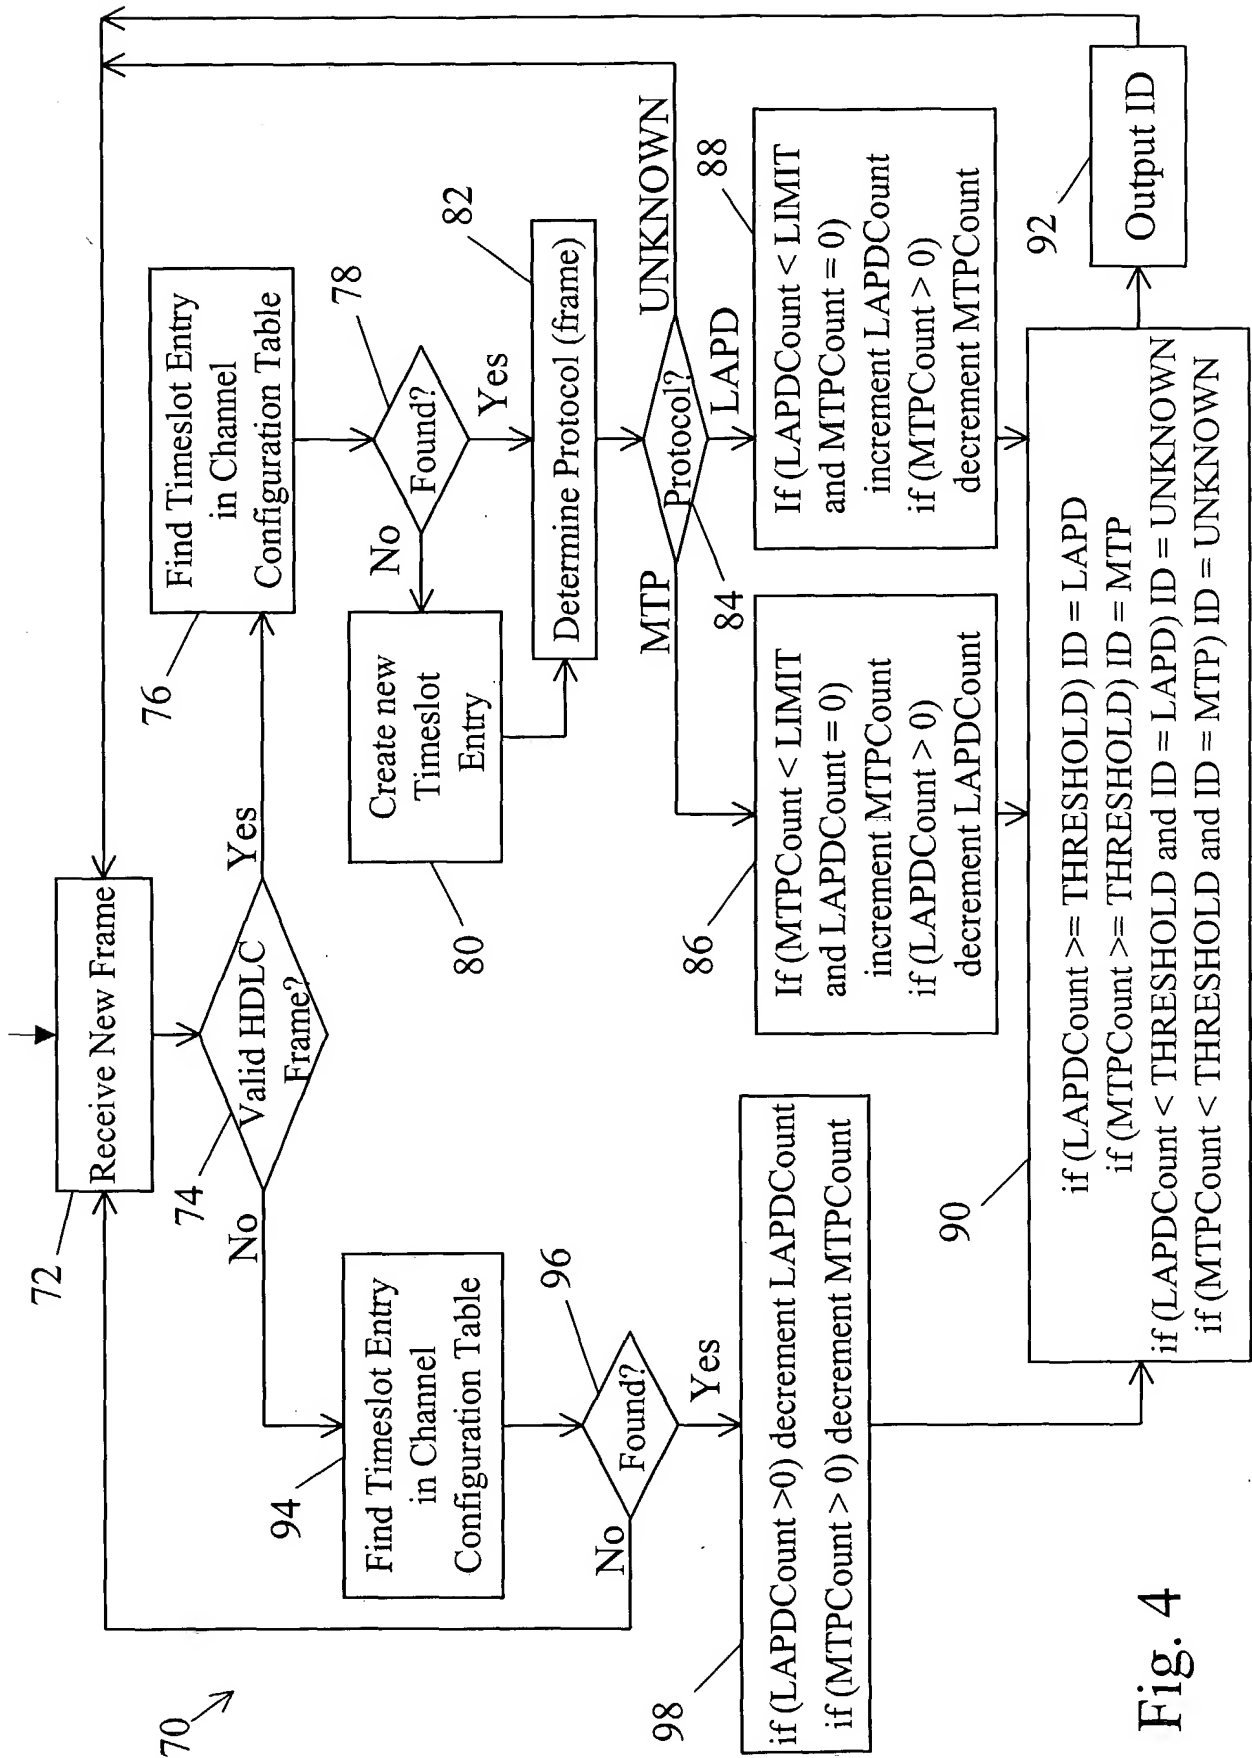 70
72
Receive New Frame
74
Valid HDLC
Frame?
No
Yes
76
Find Timeslot Entry
in Channel
Configuration Table
78
Found?
No
Yes
80
Create new
Timeslot
Entry
82
Determine Protocol (frame)
84
Protocol?
MTP
LAPD
UNKNOWN
86
If (MTPCount < LIMIT
and LAPDCount = 0)
increment MTPCount
if (LAPDCount > 0)
decrement LAPDCount
88
If (LAPDCount < LIMIT
and MTPCount = 0)
increment LAPDCount
if (MTPCount > 0)
decrement MTPCount
94
Find Timeslot Entry
in Channel
Configuration Table
96
Found?
No
Yes
98
if (LAPDCount >0) decrement LAPDCount
if (MTPCount > 0) decrement MTPCount
90
if (LAPDCount >= THRESHOLD) ID = LAPD
if (MTPCount >= THRESHOLD) ID = MTP
if (LAPDCount < THRESHOLD and ID = LAPD) ID = UNKNOWN
if (MTPCount < THRESHOLD and ID = MTP) ID = UNKNOWN
92
Output ID
Fig. 4